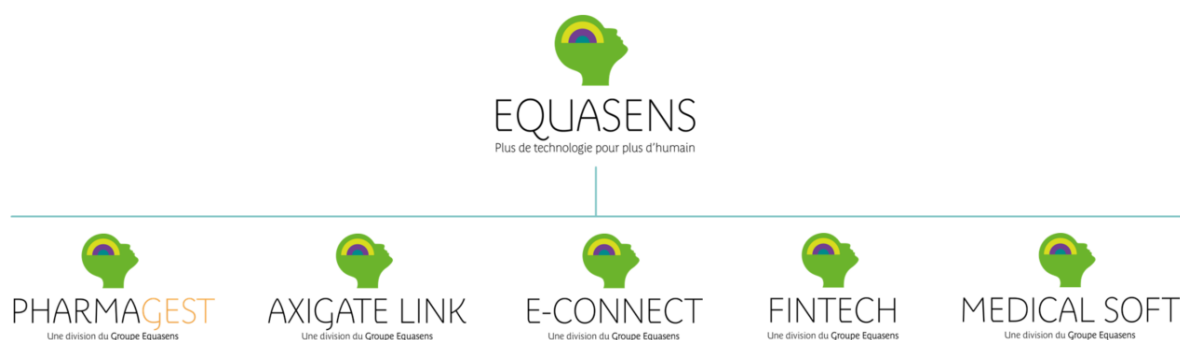 EQUASENS
Plus de technologie pour plus d'humain
PHARMAGEST
Une division du Groupe Equasens
AXIGATE LINK
Une division du Groupe Equasens
E-CONNECT
Une division du Groupe Equasens
FINTECH
Une division du Groupe Equasens
MEDICAL SOFT
Une division du Groupe Equasens